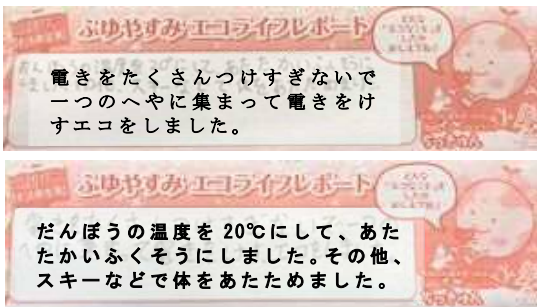 ふゆやすみ エコライフレポート
電きをたくさんつけすぎないで
一つのへやに集まって電きをけ
すエコをしました。
ふゆやすみ エコライフレポート
だんぼうの温度を 20℃にして、あた
たかいふくそうにしました。その他、
スキーなどで体をあたためました。